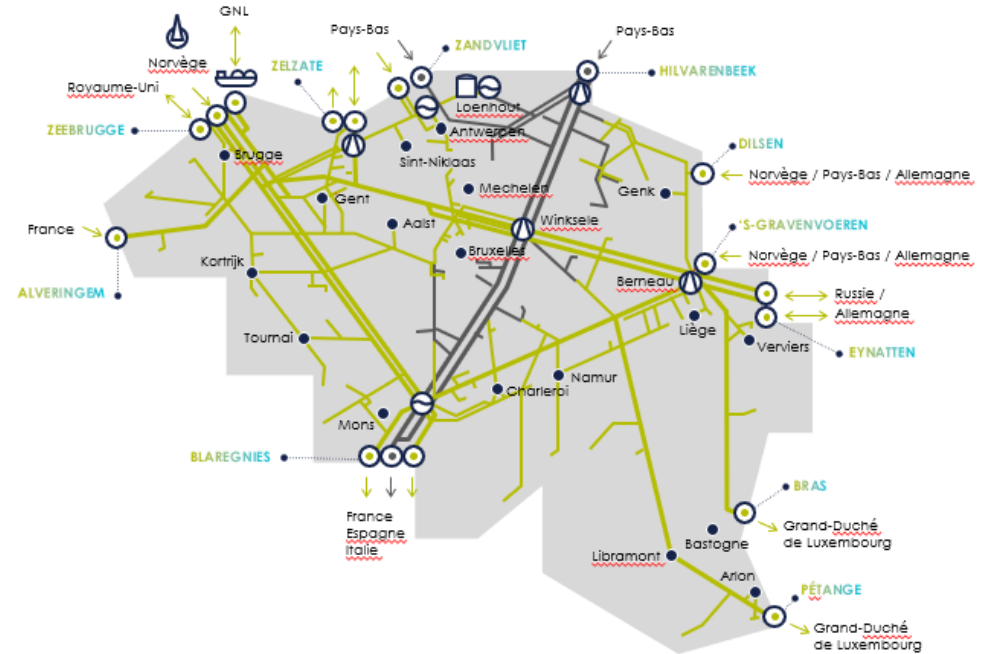 GNL
Pays-Bas
ZANDVLIET
Pays-Bas
Norvège
ZELZATE
HILVARENBEEK
Royaume-Uni
Loenhout
ZEEBRUGGE
Antwerpen
Brugge
Sint-Niklaas
DILSEN
Norvège / Pays-Bas / Allemagne
Mechelen
Genk
Gent
Aalst
Winksele
'S-GRAVENVOEREN
France
Bruxelles
Norvège / Pays-Bas / Allemagne
Kortrijk
Berneau
ALVERINGEM
Russie /
Allemagne
Liège
Tournai
Verviers
EYNATTEN
Namur
Charleroi
Mons
BLAREGNIES
BRAS
France
Espagne
Italie
Grand-Duché
de Luxembourg
Bastogne
Libramont
Arlon
PÉTANGE
Grand-Duché
de Luxembourg